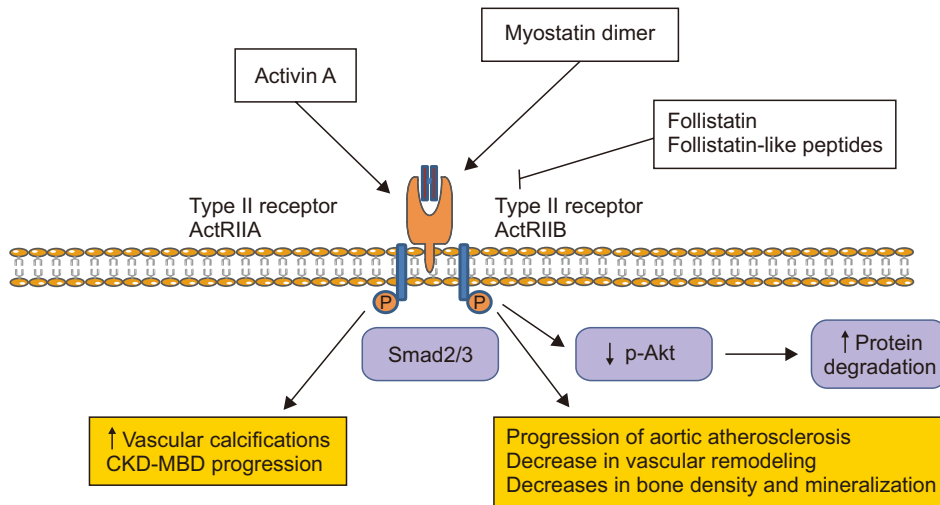 Myostatin dimer
Activin A
Follistatin
Follistatin-like peptides
Type II receptor
ActRIIA
Type II receptor
ActRIIB
P
P
Smad2/3
↓ p-Akt
↑ Protein
degradation
↑ Vascular calcifications
CKD-MBD progression
Progression of aortic atherosclerosis
Decrease in vascular remodeling
Decreases in bone density and mineralization